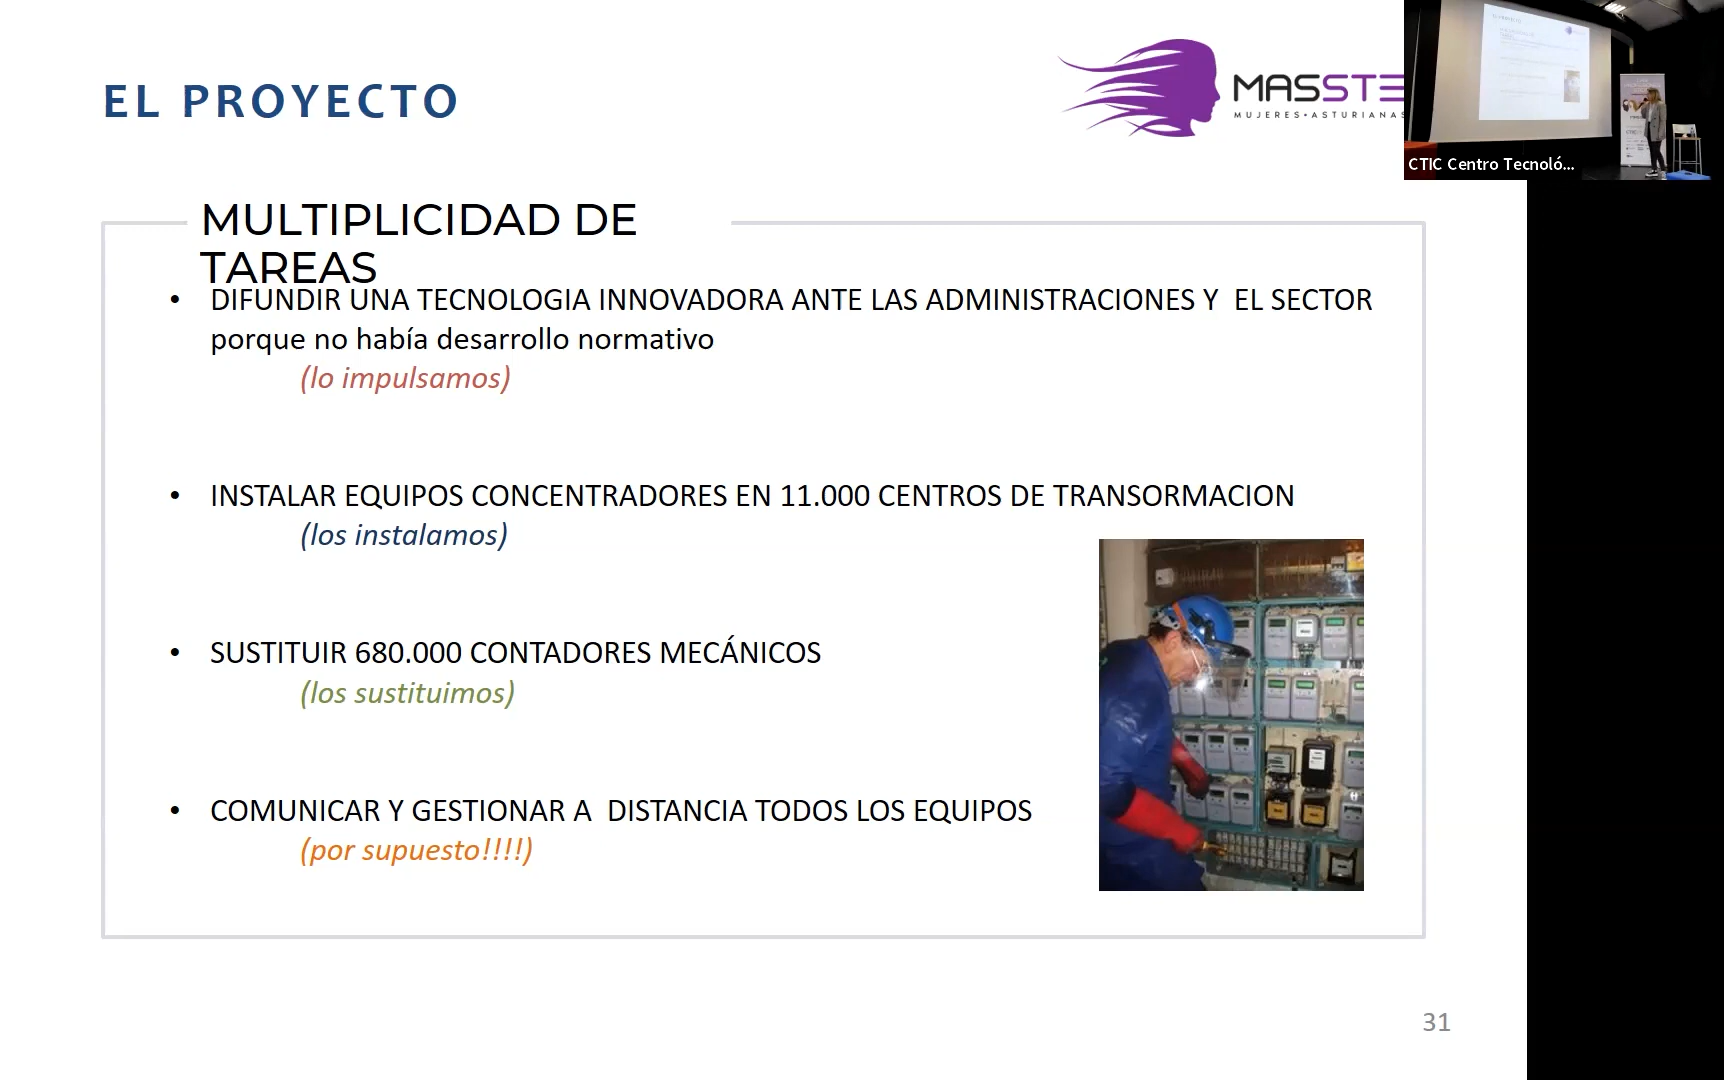 EL PROYECTO
MASSTE
MUJERES•ASTURIANAS
CTIC Centro Tecnoló...
MULTIPLICIDAD DE
TAREAS
• DIFUNDIR UNA TECNOLOGIA INNOVADORA ANTE LAS ADMINISTRACIONES Y EL SECTOR
porque no había desarrollo normativo
(lo impulsamos)
• INSTALAR EQUIPOS CONCENTRADORES EN 11.000 CENTROS DE TRANSORMACION
(los instalamos)
• SUSTITUIR 680.000 CONTADORES MECÁNICOS
(los sustituimos)
• COMUNICAR Y GESTIONAR A DISTANCIA TODOS LOS EQUIPOS
(por supuesto!!!!)
31